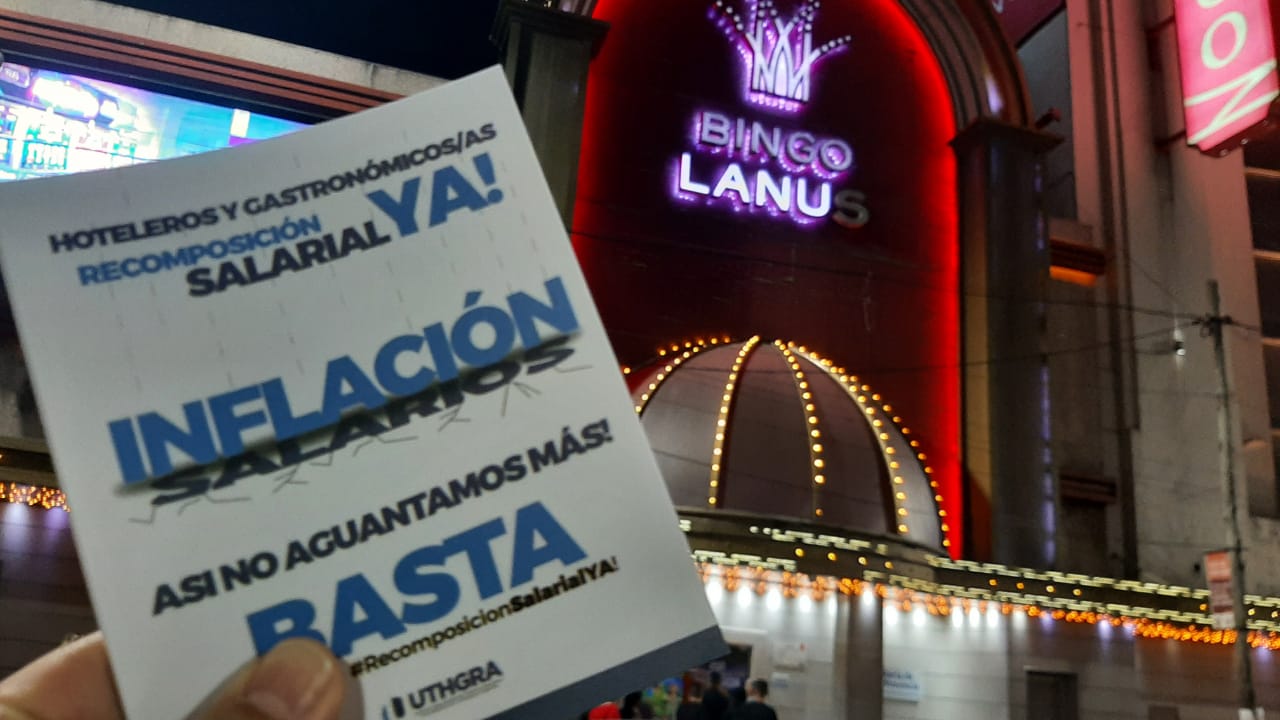 HOTELEROS Y GASTRONÓMICOS/AS
RECOMPOSICIÓN
SALARIAL YA!
INFLACIÓN
SALARIOS
ASI NO AGUANTAMOS MÁS!
BASTA
#RecomposicionSalarialYA!
UTHGRA
BINGO
LANUS